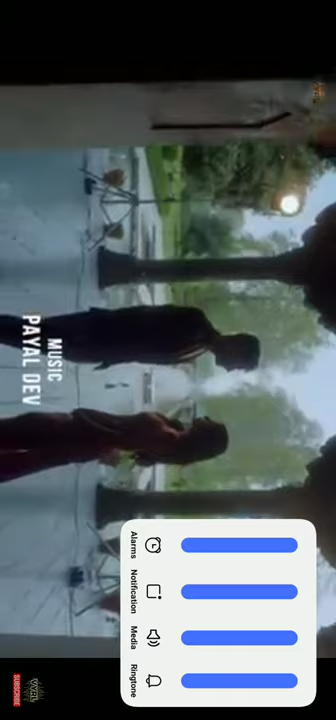 MUSIC
PAYAL DEV
Alarms
Notification
Media
Ringtone
SUBSCRIBE